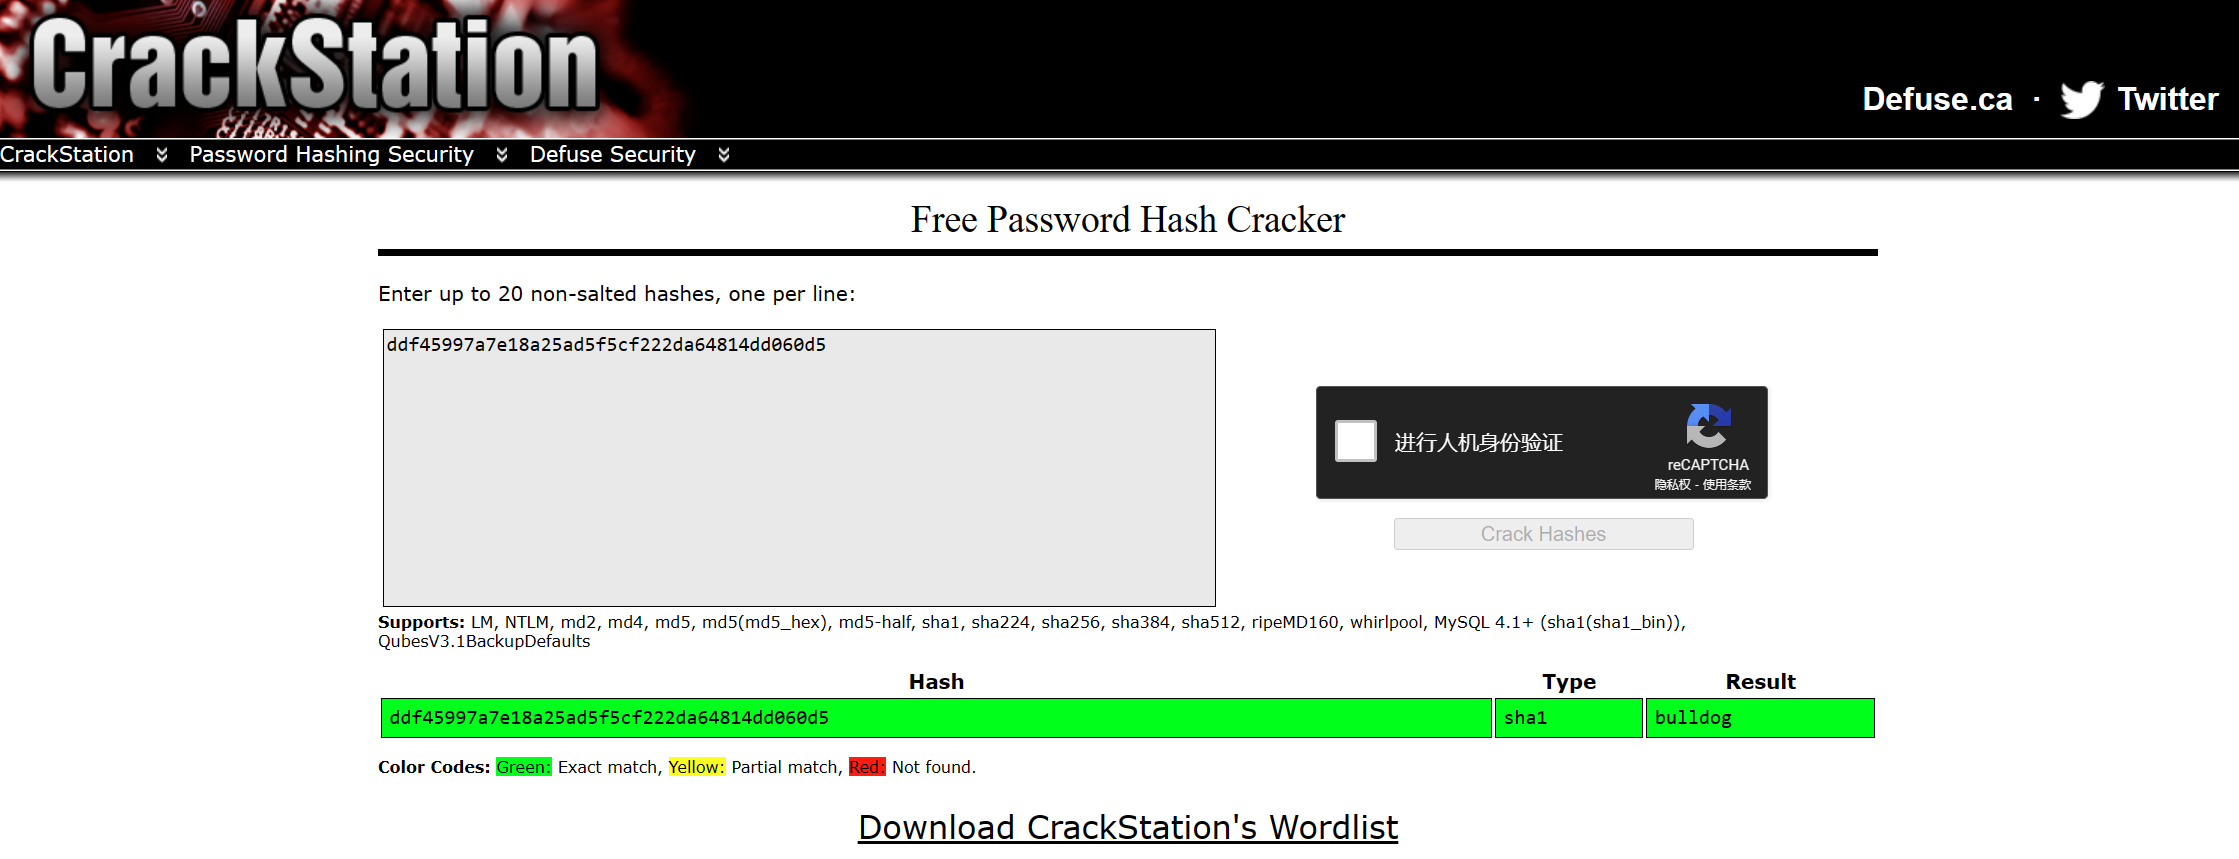 CrackStation
Defuse.ca · Twitter
CrackStation Password Hashing Security Defuse Security
Free Password Hash Cracker
Enter up to 20 non-salted hashes, one per line:
ddf45997a7e18a25ad5f5cf222da64814dd060d5
进行人机身份验证
reCAPTCHA
隐私权 - 使用条款
Crack Hashes
Supports: LM, NTLM, md2, md4, md5, md5(md5_hex), md5-half, sha1, sha224, sha256, sha384, sha512, ripeMD160, whirlpool, MySQL 4.1+ (sha1(sha1_bin)),
QubesV3.1BackupDefaults
Hash Type Result
ddf45997a7e18a25ad5f5cf222da64814dd060d5 sha1 bulldog
Color Codes: Green: Exact match, Yellow: Partial match, Red: Not found.
Download CrackStation's Wordlist